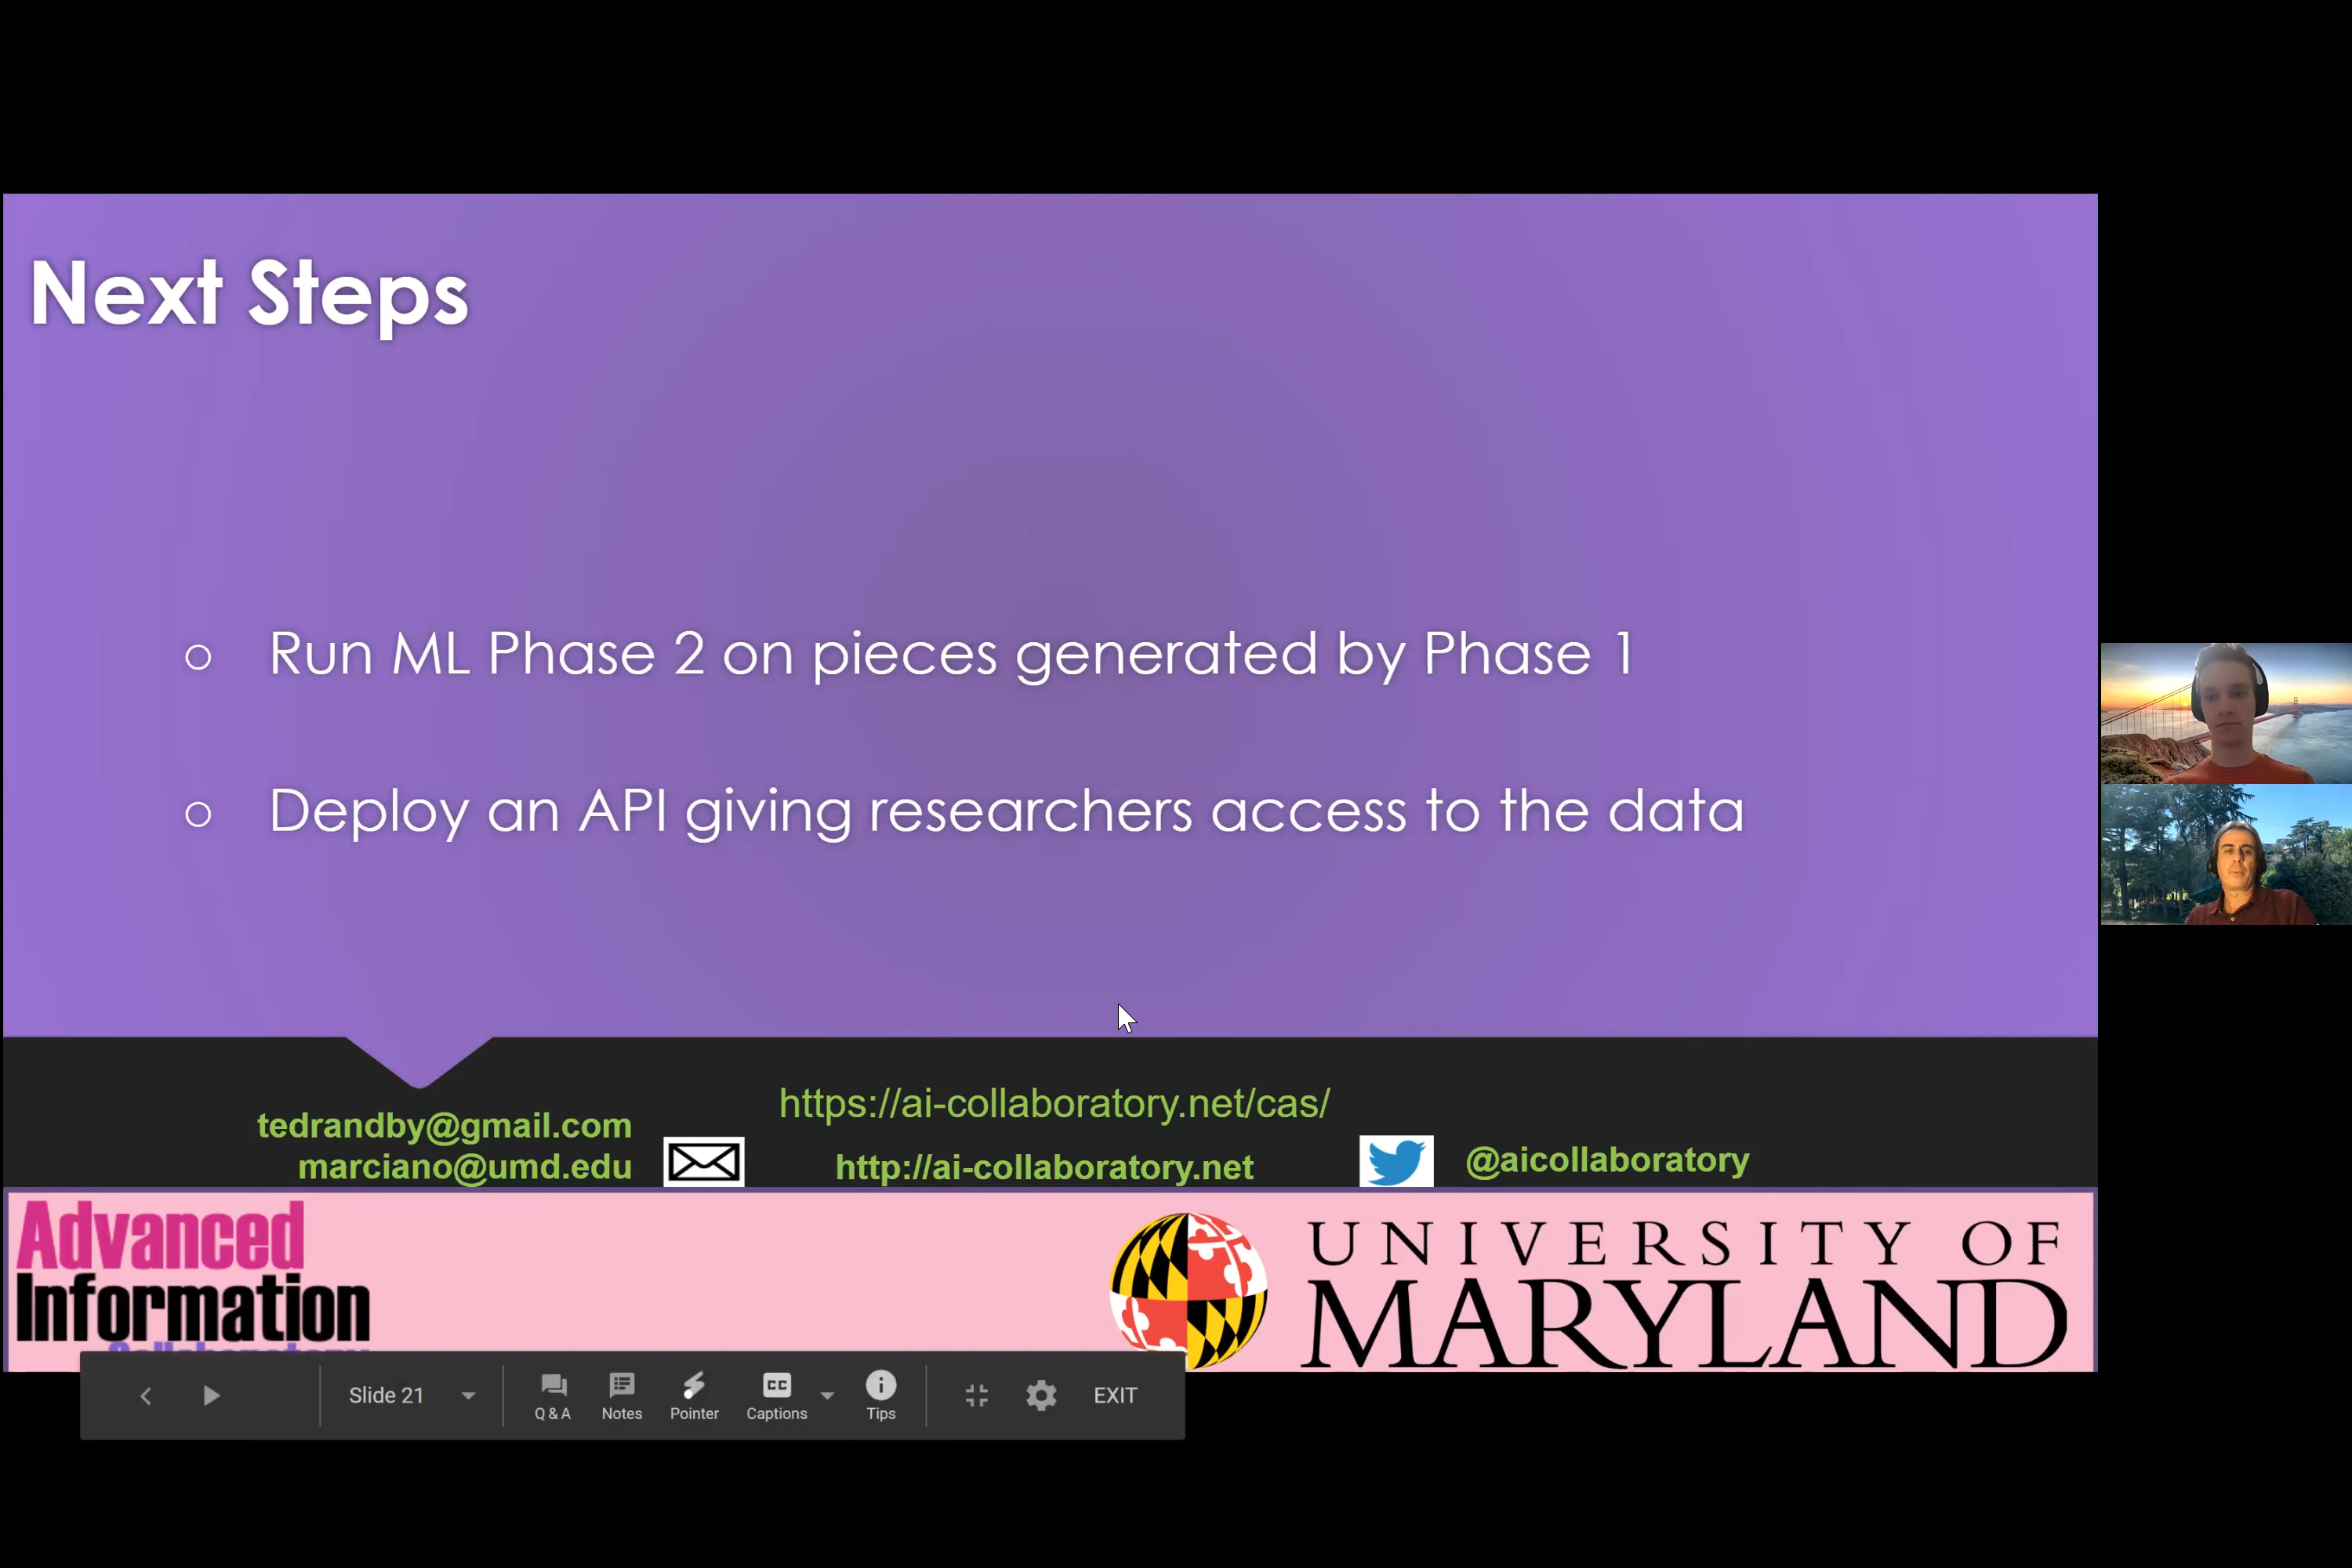 Next Steps
○ Run ML Phase 2 on pieces generated by Phase 1
○ Deploy an API giving researchers access to the data
https://ai-collaboratory.net/cas/
tedrandby@gmail.com
marciano@umd.edu
http://ai-collaboratory.net
@aicollaboratory
Advanced
Information
UNIVERSITY OF
MARYLAND
Slide 21
Q & A
Notes
Pointer
CC
Captions
Tips
EXIT